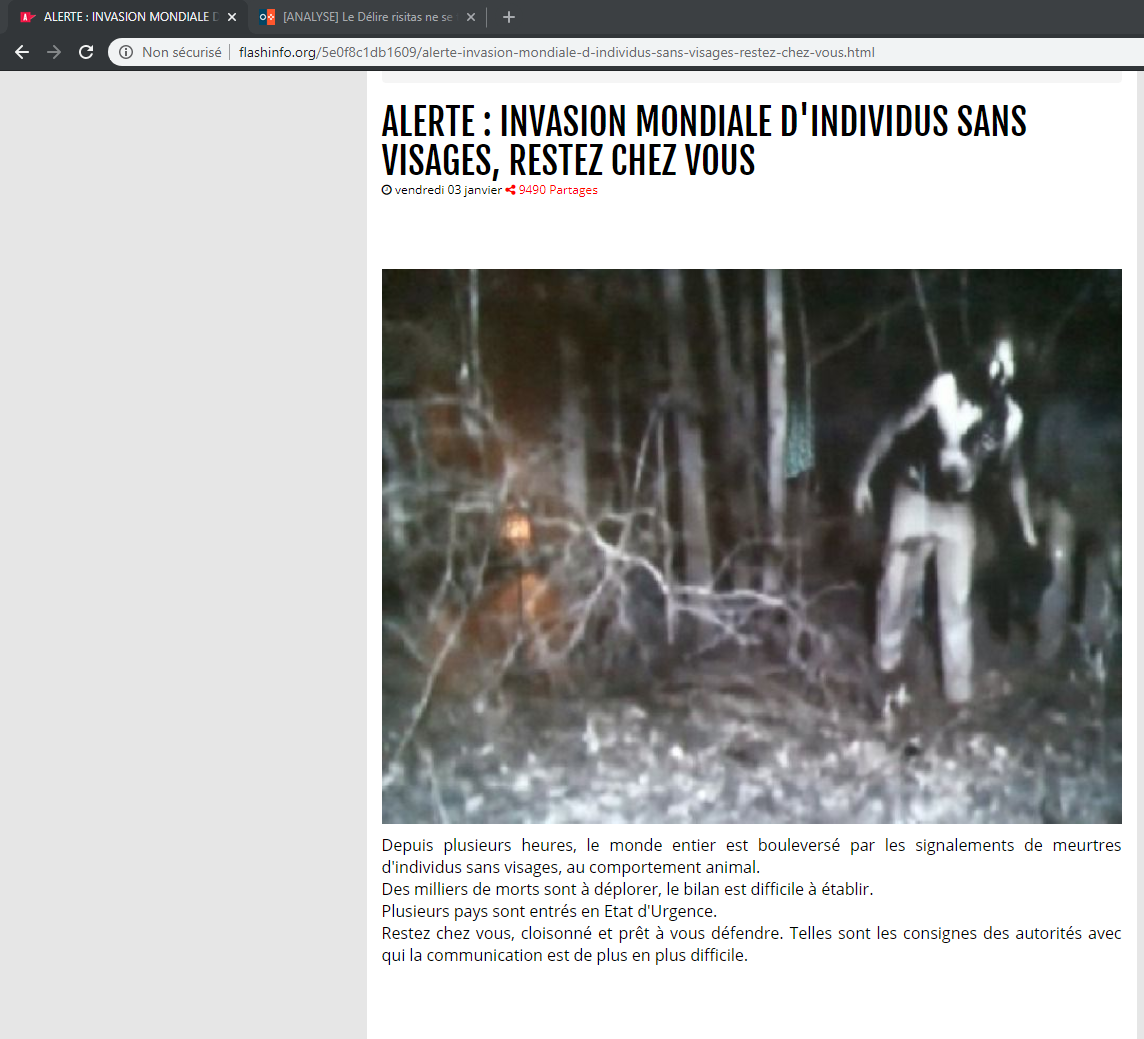 ALERTE : INVASION MONDIALE D
[ANALYSE] Le Délire risitas ne se
Non sécurisé | flashinfo.org/5e0f8c1db1609/alerte-invasion-mondiale-d-individus-sans-visages-restez-chez-vous.html
ALERTE : INVASION MONDIALE D'INDIVIDUS SANS
VISAGES, RESTEZ CHEZ VOUS
vendredi 03 janvier 9490 Partages
Depuis plusieurs heures, le monde entier est bouleversé par les signalements de meurtres
d'individus sans visages, au comportement animal.
Des milliers de morts sont à déplorer, le bilan est difficile à établir.
Plusieurs pays sont entrés en Etat d'Urgence.
Restez chez vous, cloisonné et prêt à vous défendre. Telles sont les consignes des autorités avec
qui la communication est de plus en plus difficile.